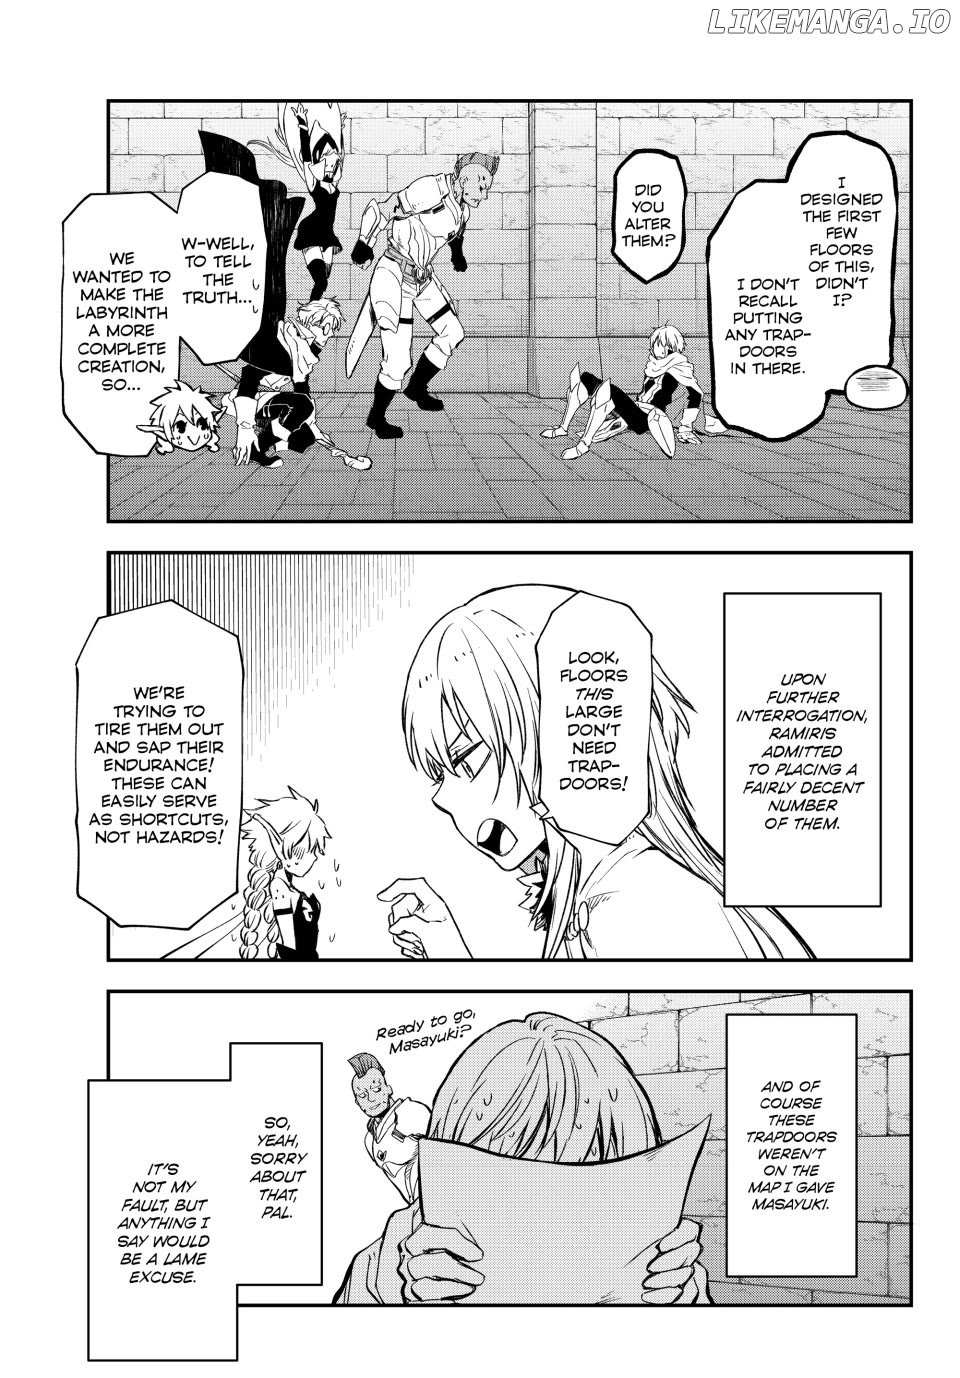 LIKEMANGA.IO
I
DESIGNED
THE FIRST
FEW
FLOORS
OF THIS,
DIDN'T
I?
I DON'T
RECALL
PUTTING
ANY TRAP-
DOORS
IN THERE.
DID
YOU
ALTER
THEM?
W-WELL,
TO TELL
THE
TRUTH...
WE
WANTED TO
MAKE THE
LABYRINTH
A MORE
COMPLETE
CREATION,
SO...
UPON
FURTHER
INTERROGATION,
RAMIRIS
ADMITTED
TO PLACING A
FAIRLY DECENT
NUMBER
OF THEM.
LOOK,
FLOORS
THIS
LARGE
DON'T
NEED
TRAP-
DOORS!
WE'RE
TRYING TO
TIRE THEM OUT
AND SAP THEIR
ENDURANCE!
THESE CAN
EASILY SERVE
AS SHORTCUTS,
NOT HAZARDS!
AND OF
COURSE
THESE
TRAPDOORS
WEREN'T
ON THE
MAP I GAVE
MASAYUKI.
Ready to go,
Masayuki?
SO,
YEAH,
SORRY
ABOUT
THAT,
PAL.
IT'S
NOT MY
FAULT, BUT
ANYTHING I
SAY WOULD
BE A LAME
EXCUSE.